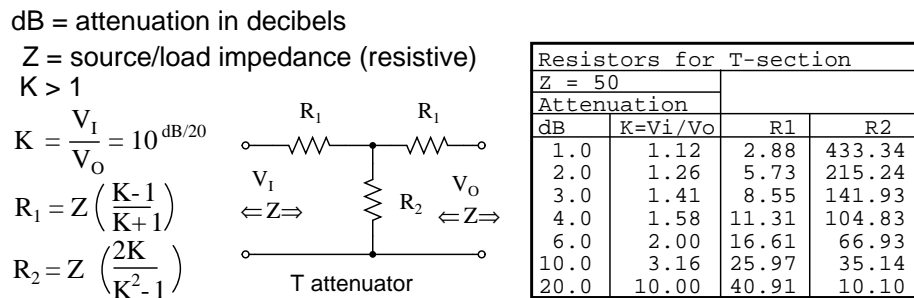 dB = attenuation in decibels
Z = source/load impedance (resistive)
K > 1
K = V_I / V_O = 10^(dB/20)
R_1 = Z ( K-1 / K+1 )
R_2 = Z ( 2K / K^2-1 )
R_1 R_1
V_I V_O
⇐Z⇒ R_2 ⇐Z⇒
T attenuator
Resistors for T-section
Z = 50
Attenuation
dB K=Vi/Vo R1 R2
1.0 1.12 2.88 433.34
2.0 1.26 5.73 215.24
3.0 1.41 8.55 141.93
4.0 1.58 11.31 104.83
6.0 2.00 16.61 66.93
10.0 3.16 25.97 35.14
20.0 10.00 40.91 10.10